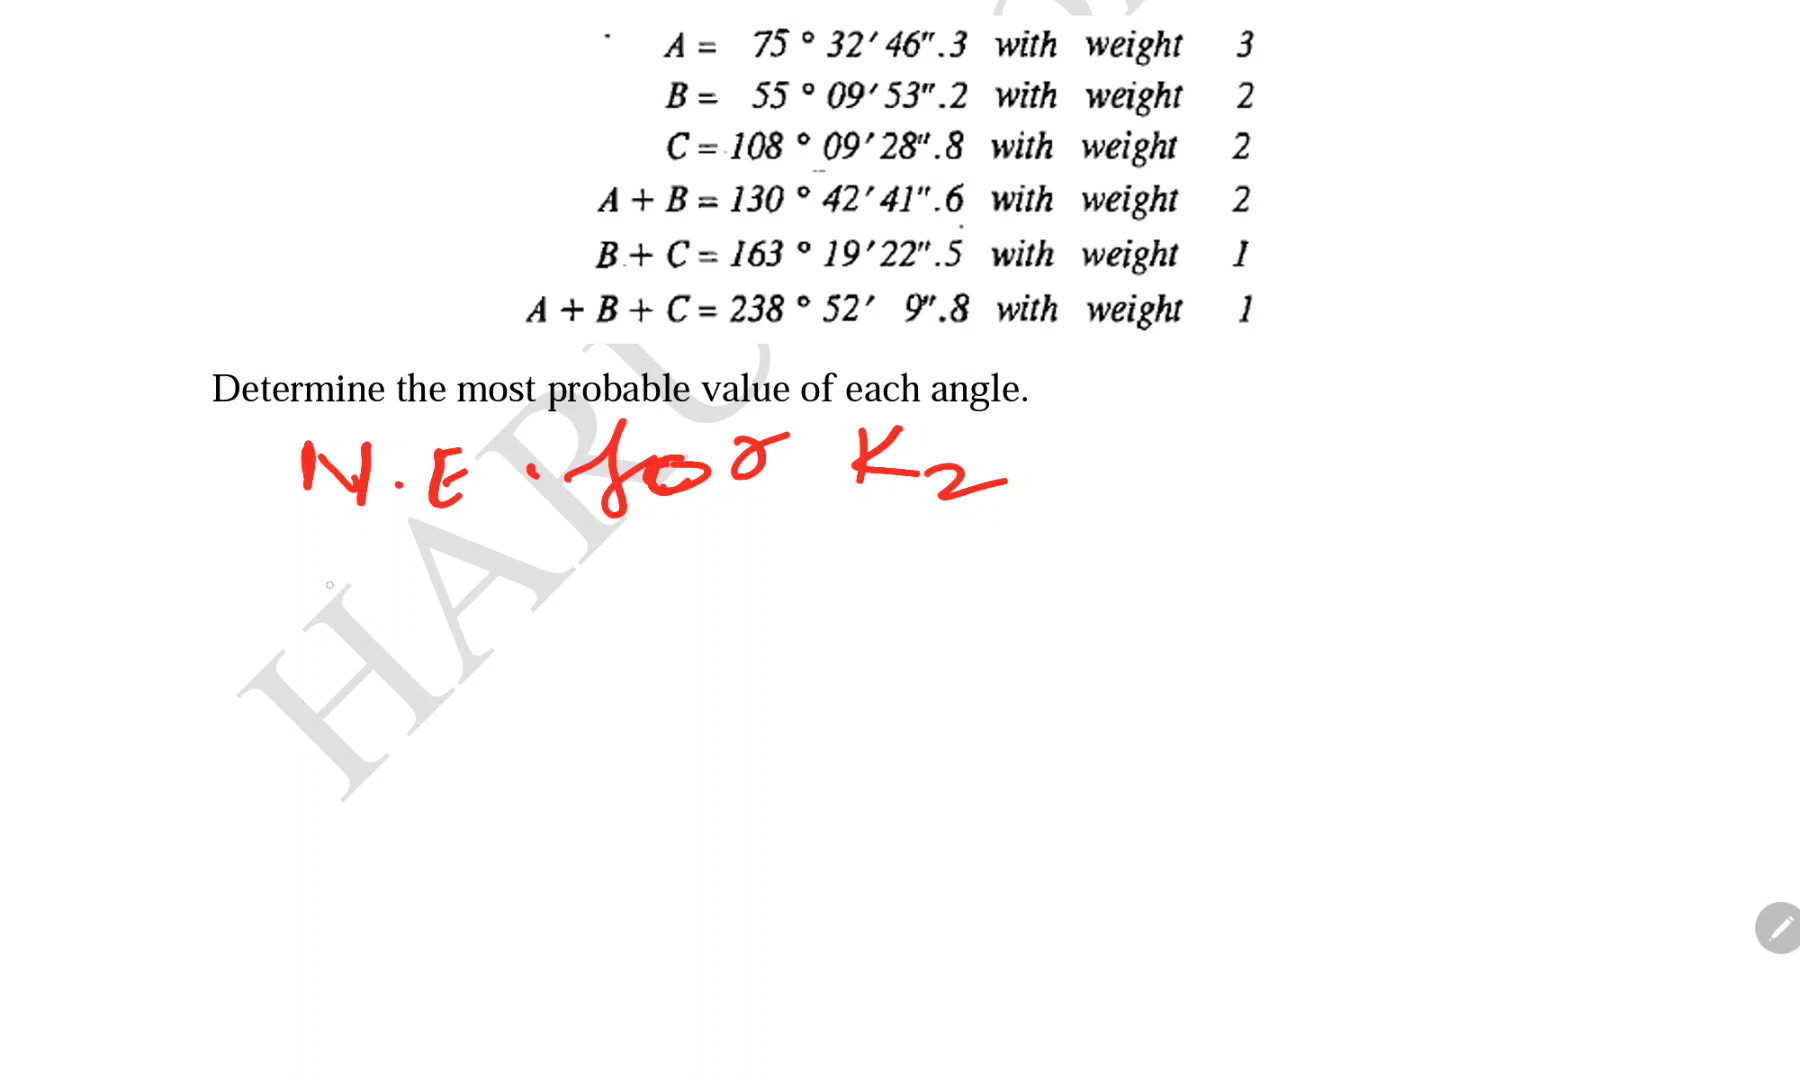 A = 75 ° 32′ 46″.3 with weight 3
B = 55 ° 09′ 53″.2 with weight 2
C = 108 ° 09′ 28″.8 with weight 2
A + B = 130 ° 42′ 41″.6 with weight 2
B + C = 163 ° 19′ 22″.5 with weight 1
A + B + C = 238 ° 52′ 9″.8 with weight 1
Determine the most probable value of each angle.
N.E. for K2
HARU